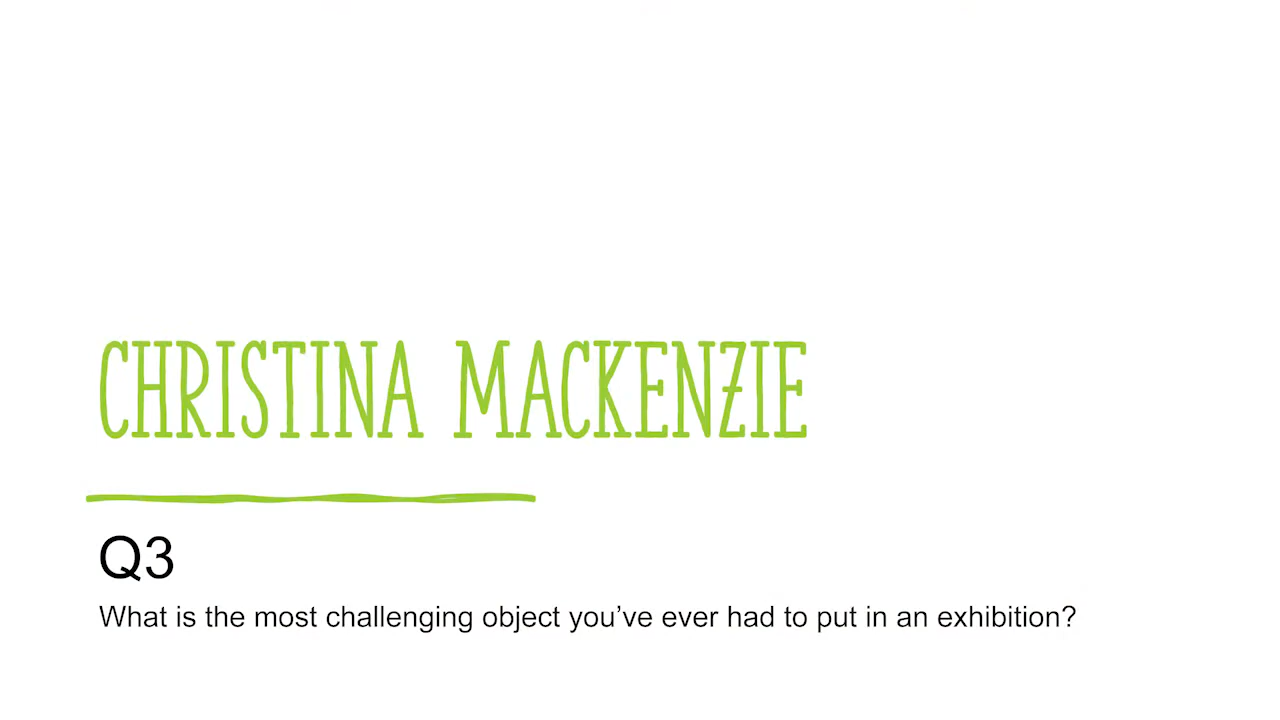 CHRISTINA MACKENZIE
Q3
What is the most challenging object you’ve ever had to put in an exhibition?